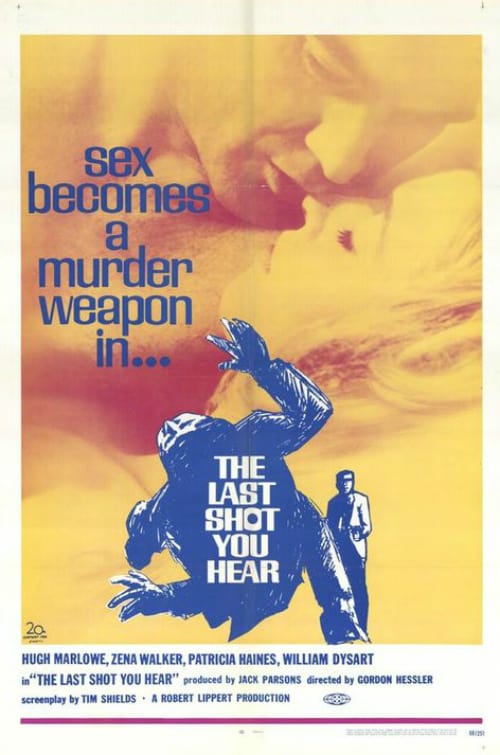 sex
becomes
a
murder
weapon
in...
THE
LAST
SHOT
YOU
HEAR
20th
HUGH MARLOWE, ZENA WALKER, PATRICIA HAINES, WILLIAM DYSART
in "THE LAST SHOT YOU HEAR" produced by JACK PARSONS directed by GORDON HESSLER
screenplay by TIM SHIELDS · A ROBERT LIPPERT PRODUCTION